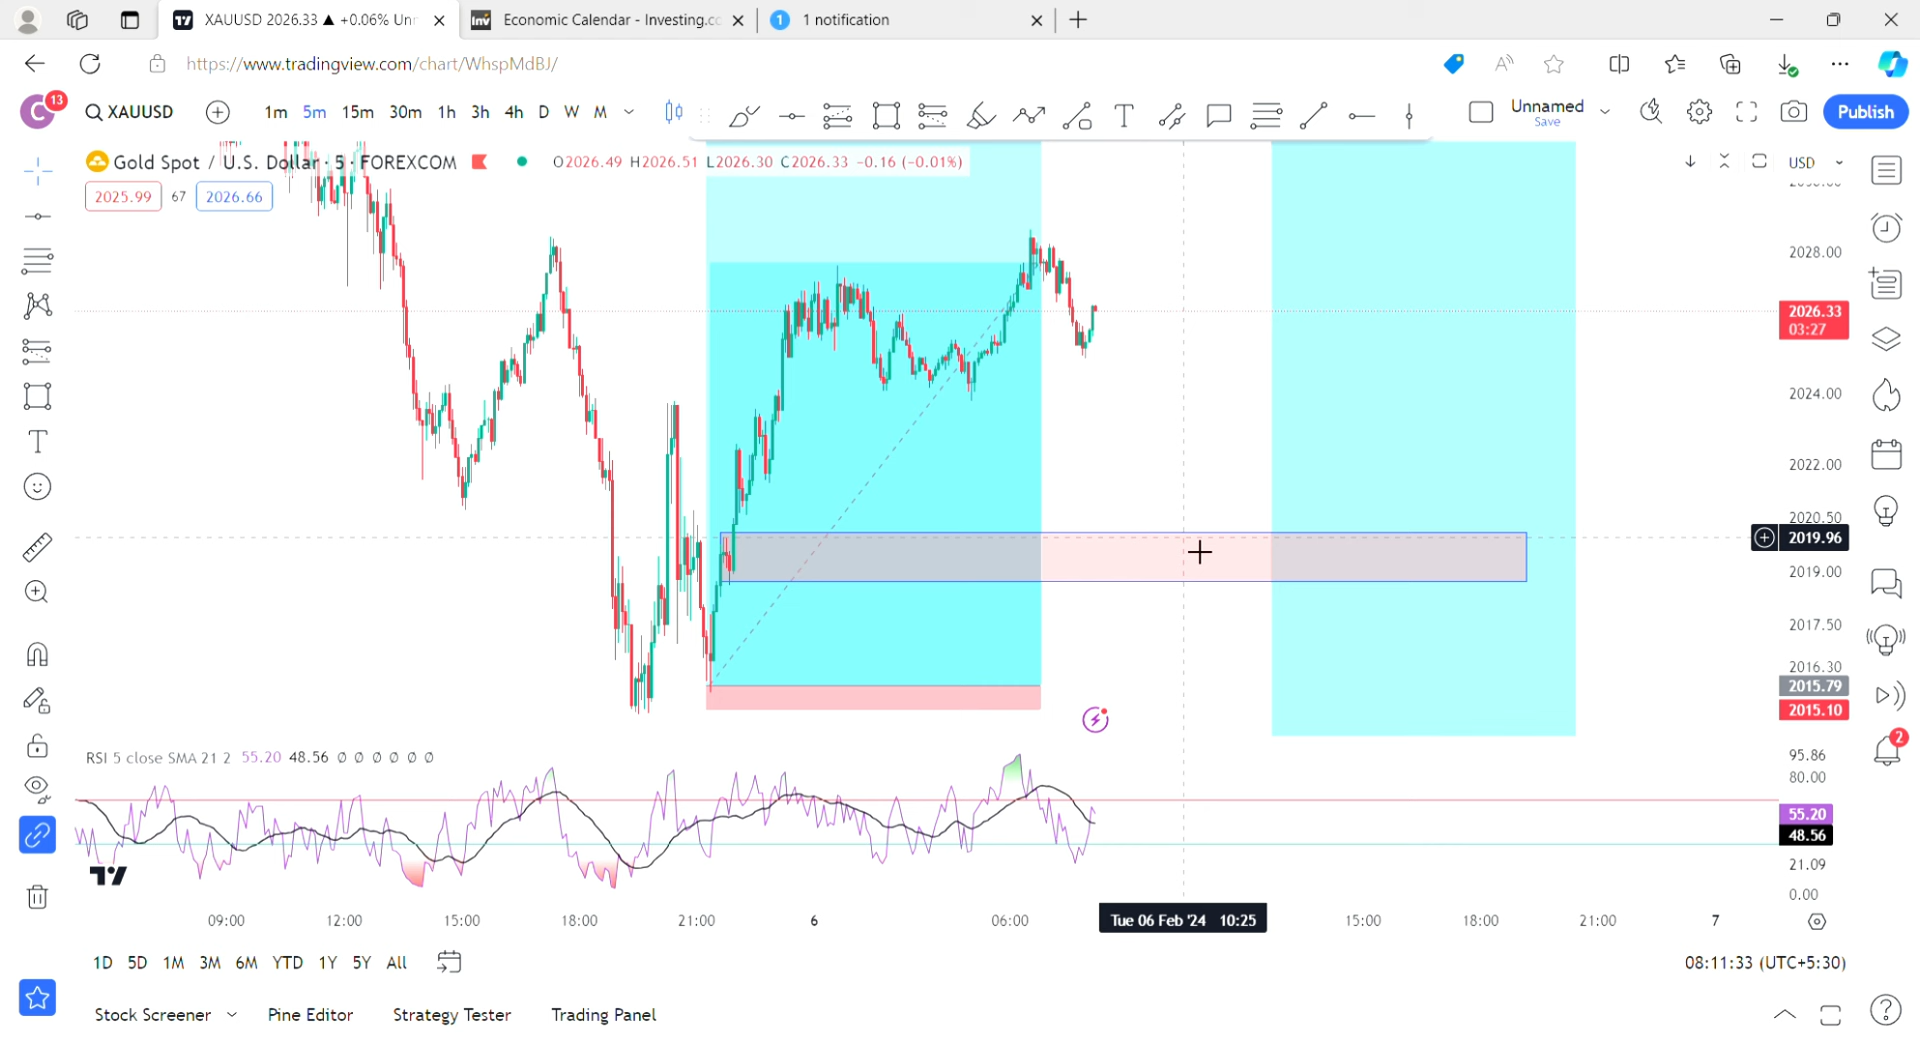 XAUUSD 2026.33 ▲ +0.06% Unn
Economic Calendar - Investing.co
1
1 notification
https://www.tradingview.com/chart/WhspMdBJ/
C
13
XAUUSD
1m 5m 15m 30m 1h 3h 4h D W M
Unnamed
Save
Publish
Gold Spot / U.S. Dollar · 5 · FOREXCOM
O2026.49 H2026.51 L2026.30 C2026.33 -0.16 (-0.01%)
USD
2025.99 67 2026.66
2028.00
2026.33
03:27
2024.00
2022.00
2020.50
2019.96
2019.00
2017.50
2016.30
2015.79
2015.10
2
RSI 5 close SMA 21 2 55.20 48.56 ∅ ∅ ∅ ∅ ∅ ∅
95.86
80.00
55.20
48.56
21.09
0.00
09:00 12:00 15:00 18:00 21:00 6 06:00 Tue 06 Feb '24 10:25 15:00 18:00 21:00 7
1D 5D 1M 3M 6M YTD 1Y 5Y All
08:11:33 (UTC+5:30)
Stock Screener Pine Editor Strategy Tester Trading Panel